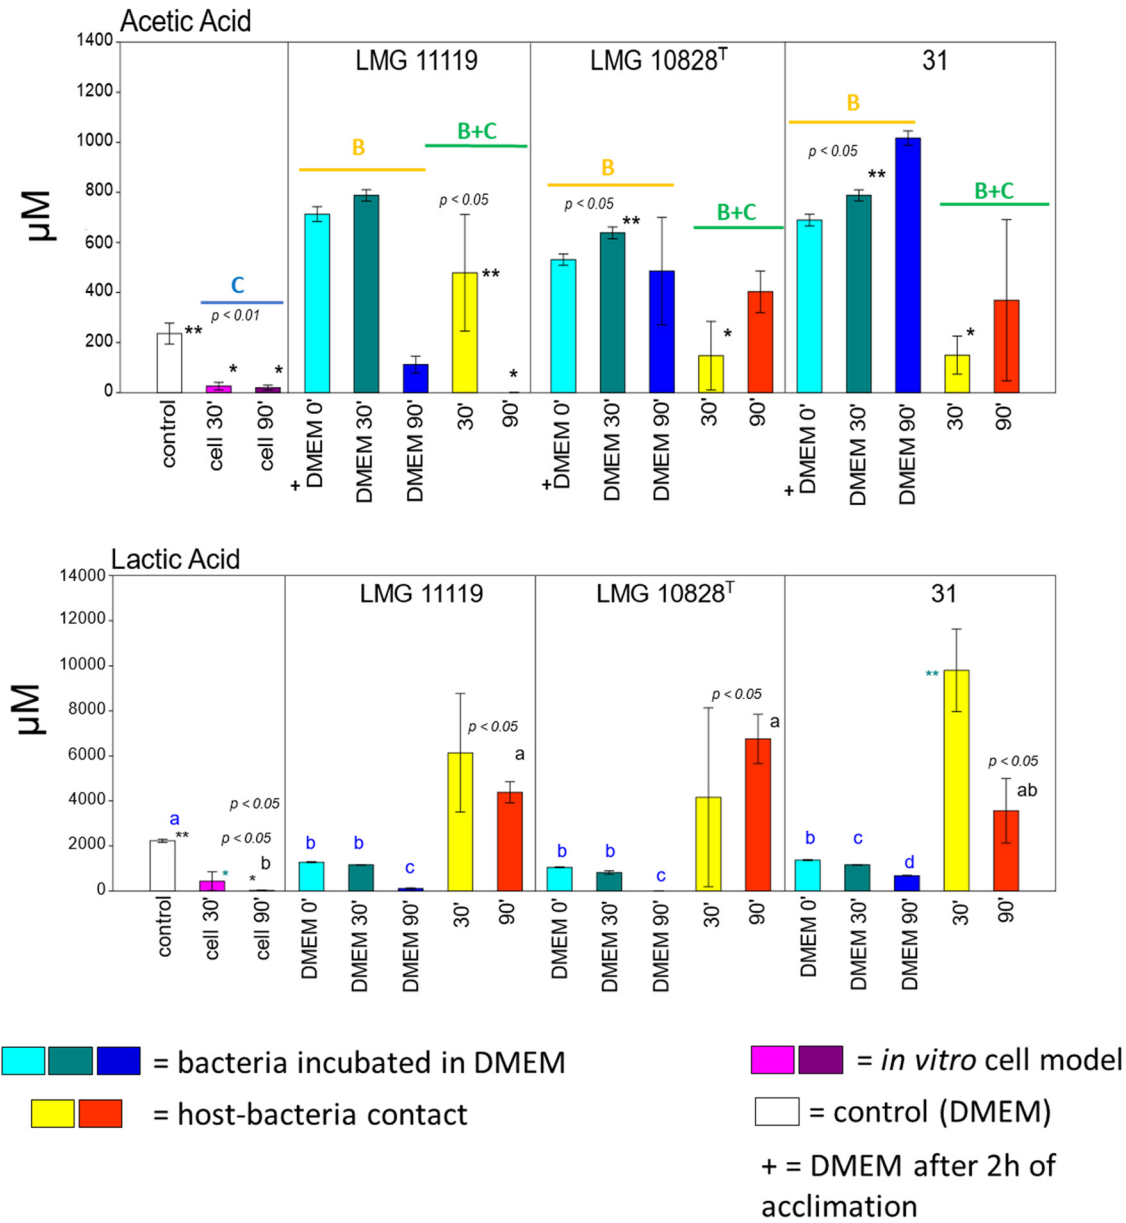 Acetic Acid
1400
1200
1000
800
600
400
200
0
μM
LMG 11119
LMG 10828ᵀ
31
C
p < 0.01
**
*
*
B
B+C
p < 0.05
**
*
B
p < 0.05
**
B+C
*
B
p < 0.05
**
B+C
*
control
cell 30'
cell 90'
+ DMEM 0'
DMEM 30'
DMEM 90'
30'
90'
+ DMEM 0'
DMEM 30'
DMEM 90'
30'
90'
+ DMEM 0'
DMEM 30'
DMEM 90'
30'
90'
Lactic Acid
14000
12000
10000
8000
6000
4000
2000
0
μM
LMG 11119
LMG 10828ᵀ
31
a
**
*
p < 0.05
p < 0.05
*
b
b
b
c
p < 0.05
a
b
b
c
p < 0.05
a
b
c
d
**
p < 0.05
ab
control
cell 30'
cell 90'
DMEM 0'
DMEM 30'
DMEM 90'
30'
90'
DMEM 0'
DMEM 30'
DMEM 90'
30'
90'
DMEM 0'
DMEM 30'
DMEM 90'
30'
90'
= bacteria incubated in DMEM
= host-bacteria contact
= in vitro cell model
= control (DMEM)
+ = DMEM after 2h of
acclimation